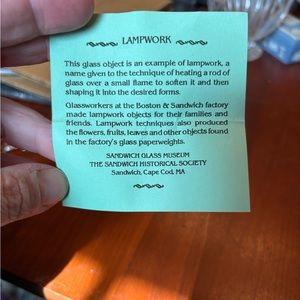 LAMPWORK
This glass object is an example of lampwork, a
name given to the technique of heating a rod of
glass over a small flame to soften it and then
shaping it into the desired forms.
Glassworkers at the Boston & Sandwich factory
made lampwork objects for their families and
friends. Lampwork techniques also produced
the flowers, fruits, leaves and other objects found
in the factory's glass paperweights.
SANDWICH GLASS MUSEUM
THE SANDWICH HISTORICAL SOCIETY
Sandwich, Cape Cod, MA